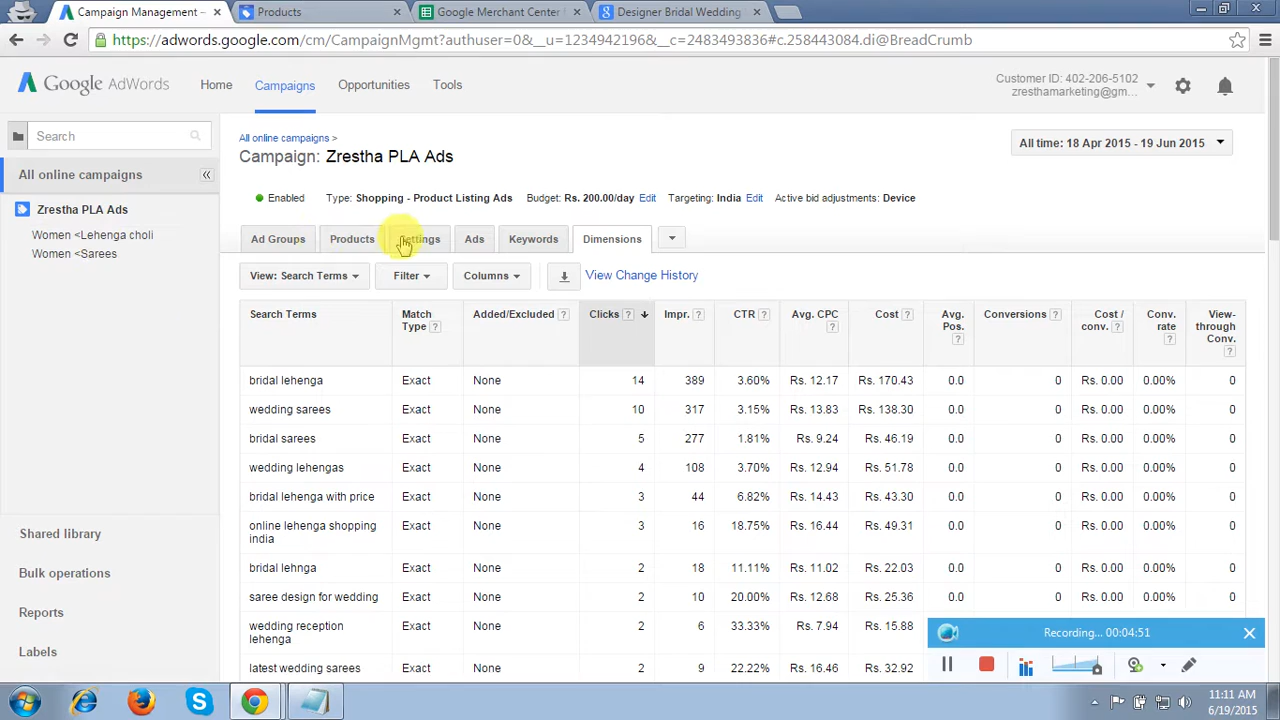 Campaign Management –
Products
Google Merchant Center
Designer Bridal Wedding
https://adwords.google.com/cm/CampaignMgmt?authuser=0&__u=1234942196&__c=2483493836#c.258443084.di@BreadCrumb
Google AdWords
Home
Campaigns
Opportunities
Tools
Customer ID: 402-206-5102
zresthamarketing@gm...
Search
All online campaigns
Zrestha PLA Ads
Women <Lehenga choli
Women <Sarees
Shared library
Bulk operations
Reports
Labels
All online campaigns >
Campaign: Zrestha PLA Ads
All time: 18 Apr 2015 - 19 Jun 2015
Enabled Type: Shopping - Product Listing Ads Budget: Rs. 200.00/day Edit Targeting: India Edit Active bid adjustments: Device
Ad Groups Products Settings Ads Keywords Dimensions
View: Search Terms Filter Columns View Change History
Search Terms Match Type ? Added/Excluded ? Clicks ? Impr. ? CTR ? Avg. CPC ? Cost ? Avg. Pos. ? Conversions ? Cost / conv. ? Conv. rate ? View-through Conv. ?
bridal lehenga Exact None 14 389 3.60% Rs. 12.17 Rs. 170.43 0.0 0 Rs. 0.00 0.00% 0
wedding sarees Exact None 10 317 3.15% Rs. 13.83 Rs. 138.30 0.0 0 Rs. 0.00 0.00% 0
bridal sarees Exact None 5 277 1.81% Rs. 9.24 Rs. 46.19 0.0 0 Rs. 0.00 0.00% 0
wedding lehengas Exact None 4 108 3.70% Rs. 12.94 Rs. 51.78 0.0 0 Rs. 0.00 0.00% 0
bridal lehenga with price Exact None 3 44 6.82% Rs. 14.43 Rs. 43.30 0.0 0 Rs. 0.00 0.00% 0
online lehenga shopping india Exact None 3 16 18.75% Rs. 16.44 Rs. 49.31 0.0 0 Rs. 0.00 0.00% 0
bridal lehnga Exact None 2 18 11.11% Rs. 11.02 Rs. 22.03 0.0 0 Rs. 0.00 0.00% 0
saree design for wedding Exact None 2 10 20.00% Rs. 12.68 Rs. 25.36 0.0 0 Rs. 0.00 0.00% 0
wedding reception lehenga Exact None 2 6 33.33% Rs. 7.94 Rs. 15.88
latest wedding sarees Exact None 2 9 22.22% Rs. 16.46 Rs. 32.92
Recording... 00:04:51
11:11 AM
6/19/2015